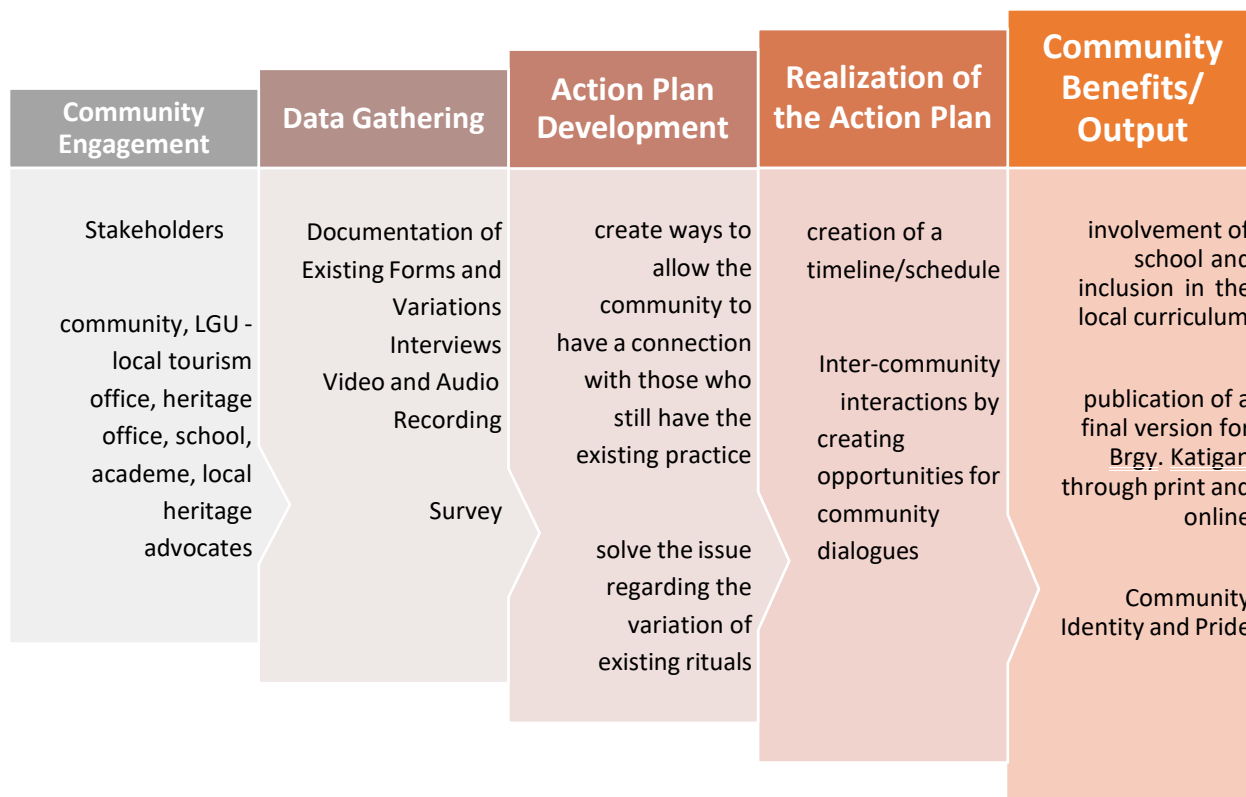 Community
Engagement
Stakeholders
community, LGU -
local tourism
office, heritage
office, school,
academe, local
heritage
advocates
Data Gathering
Documentation of
Existing Forms and
Variations
Interviews
Video and Audio
Recording
Survey
Action Plan
Development
create ways to
allow the
community to
have a connection
with those who
still have the
existing practice
solve the issue
regarding the
variation of
existing rituals
Realization of
the Action Plan
creation of a
timeline/schedule
Inter-community
interactions by
creating
opportunities for
community
dialogues
Community
Benefits/
Output
involvement of
school and
inclusion in the
local curriculum
publication of a
final version for
Brgy. Katigan
through print and
online
Community
Identity and Pride